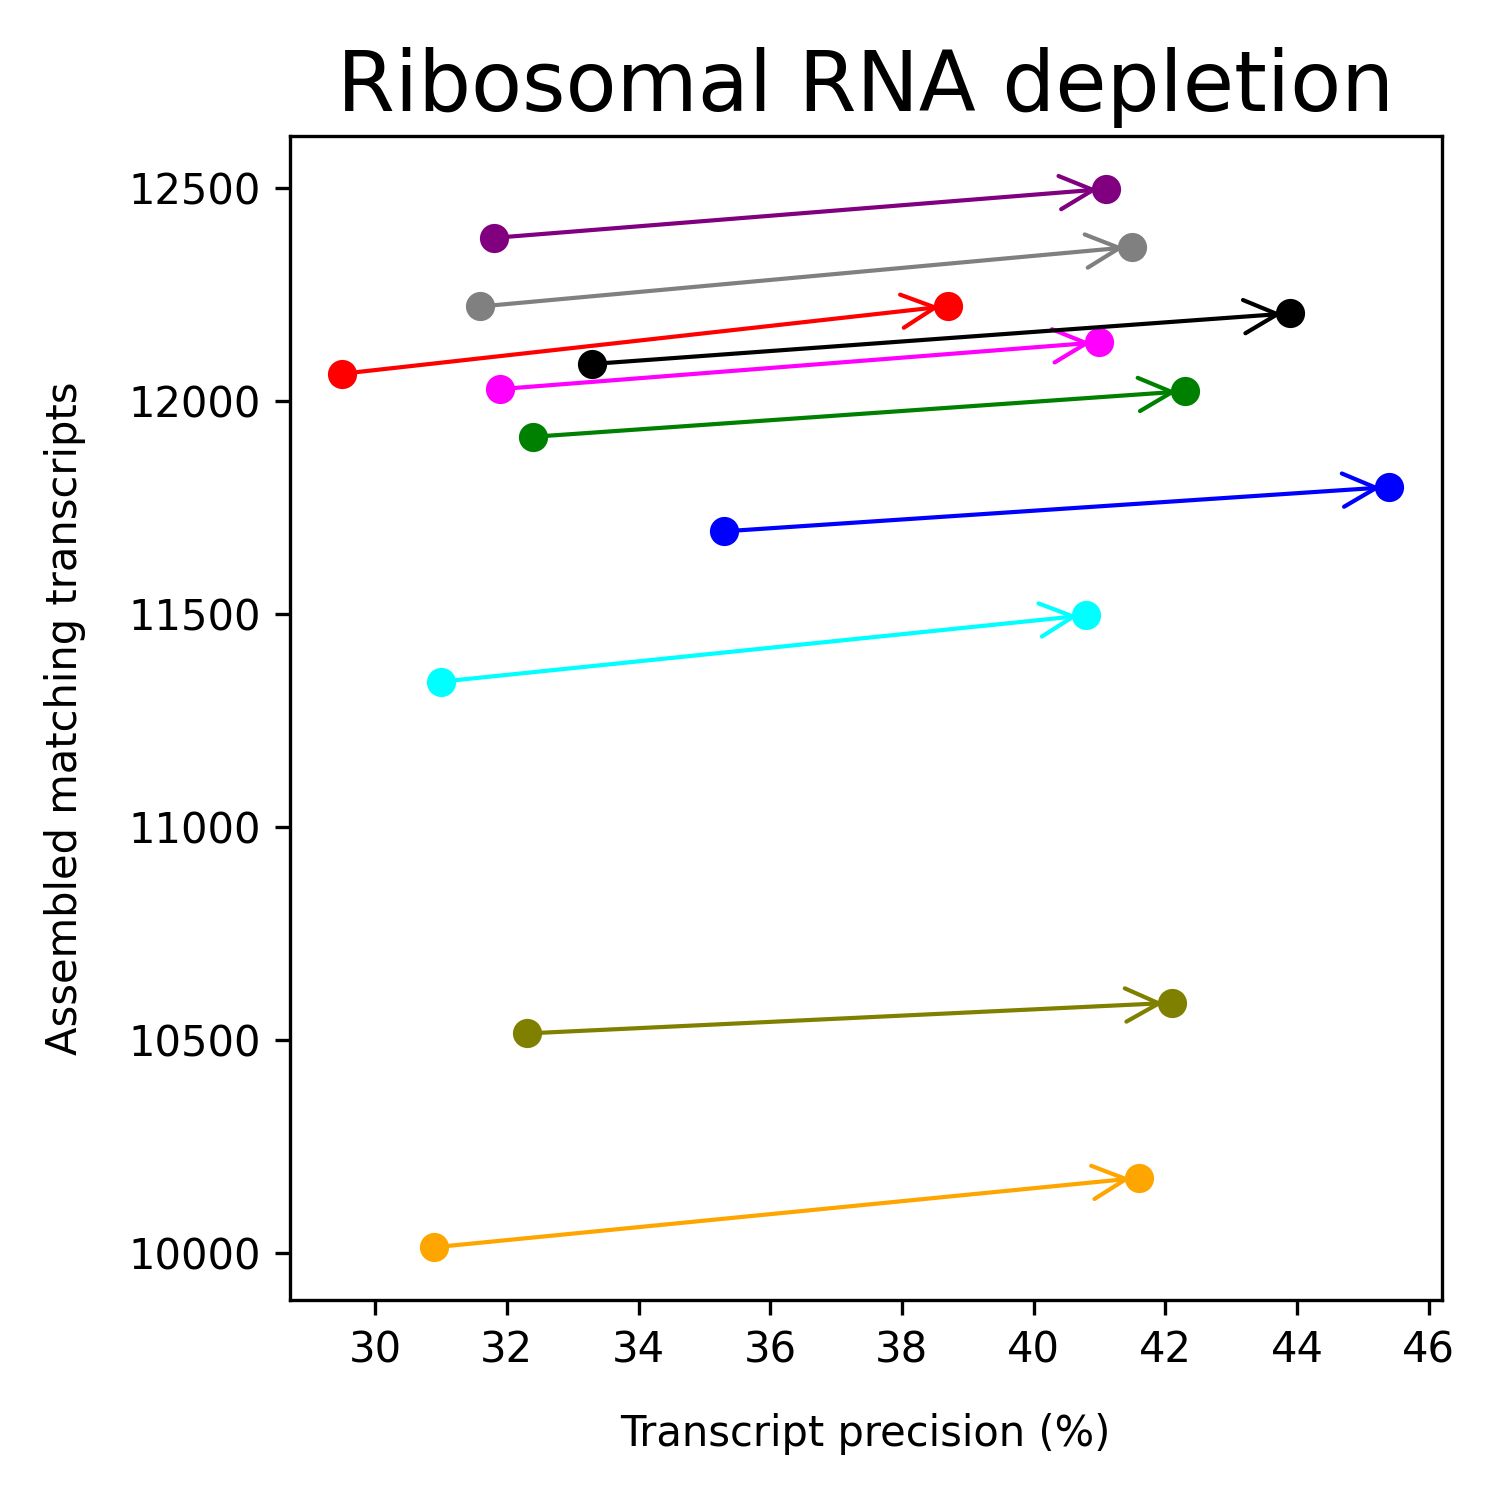 Ribosomal RNA depletion
12500
12000
11500
11000
10500
10000
Assembled matching transcripts
30 32 34 36 38 40 42 44 46
Transcript precision (%)